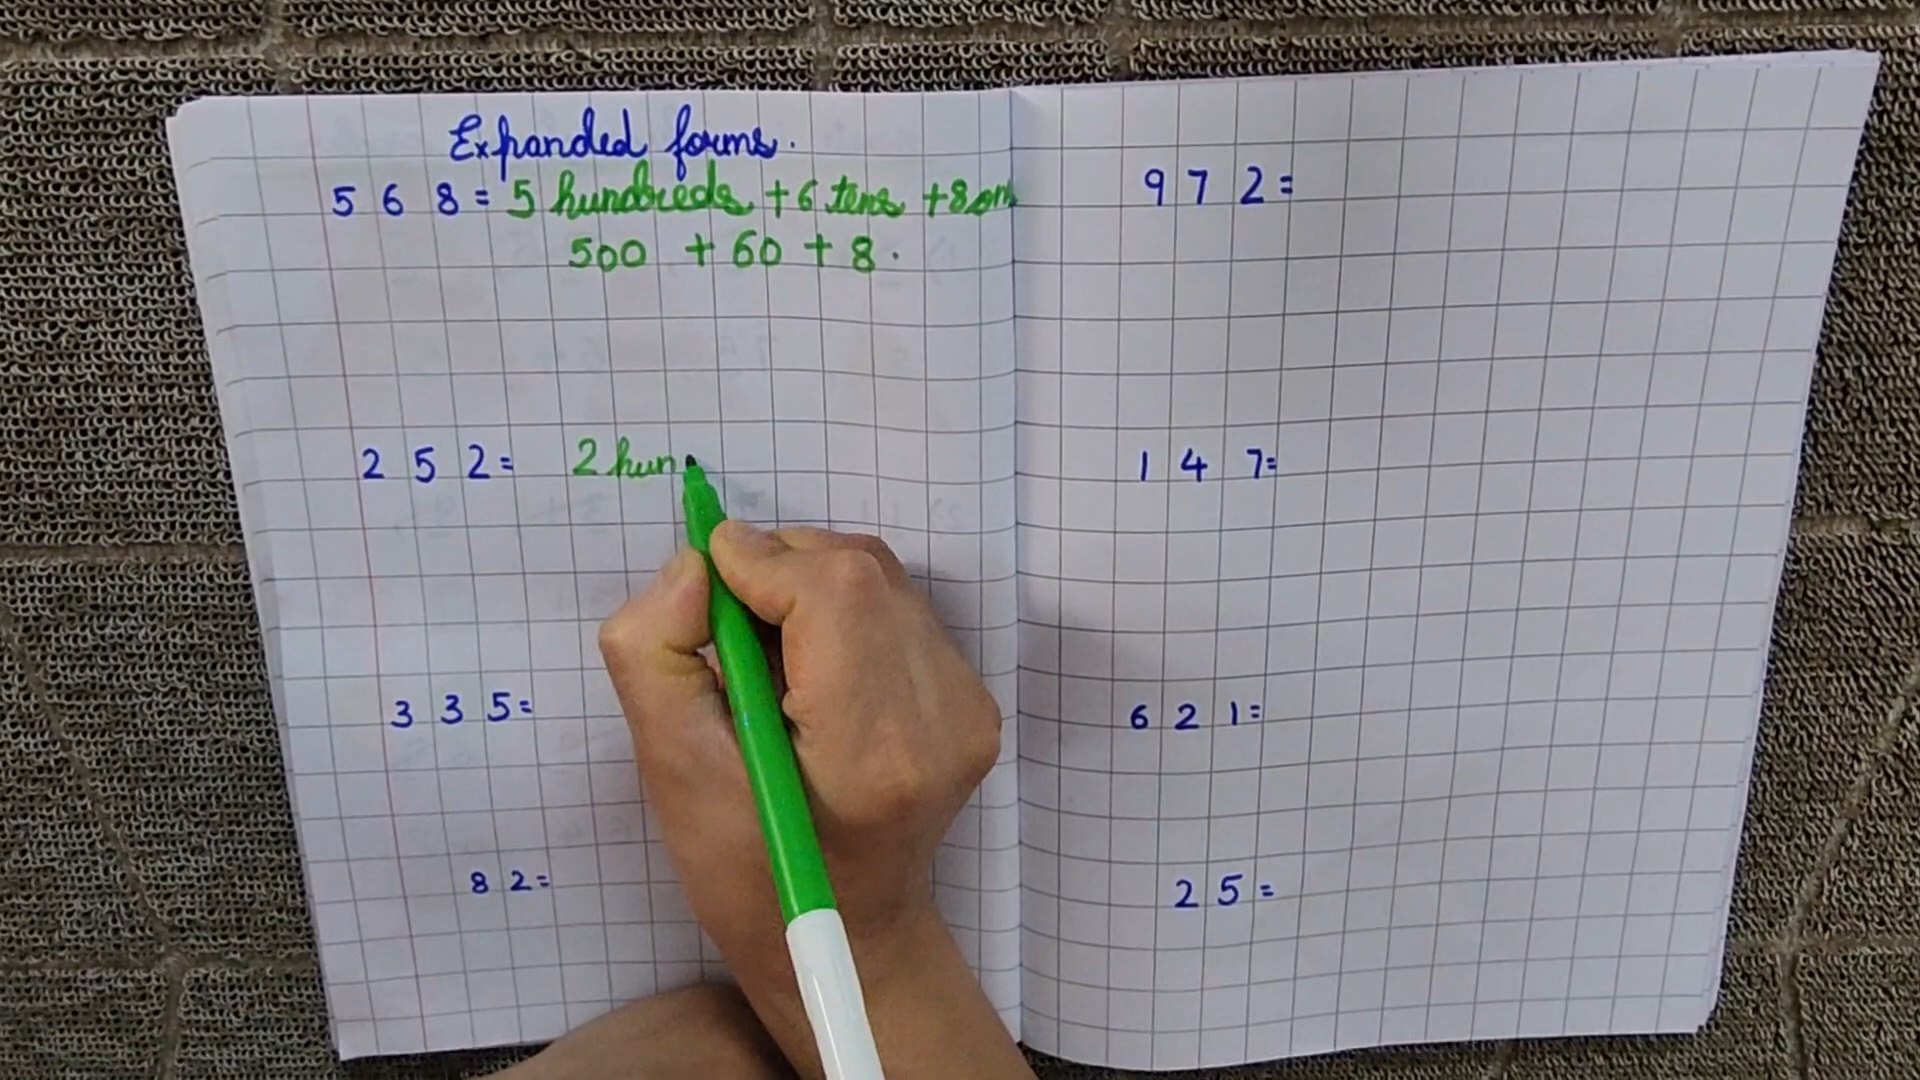 Expanded forms.
5 6 8 = 5 hundreds + 6 tens + 8 ons
500 + 60 + 8.
2 5 2 = 2 hun
3 3 5 =
8 2 =
9 7 2 =
1 4 7 =
6 2 1 =
2 5 =